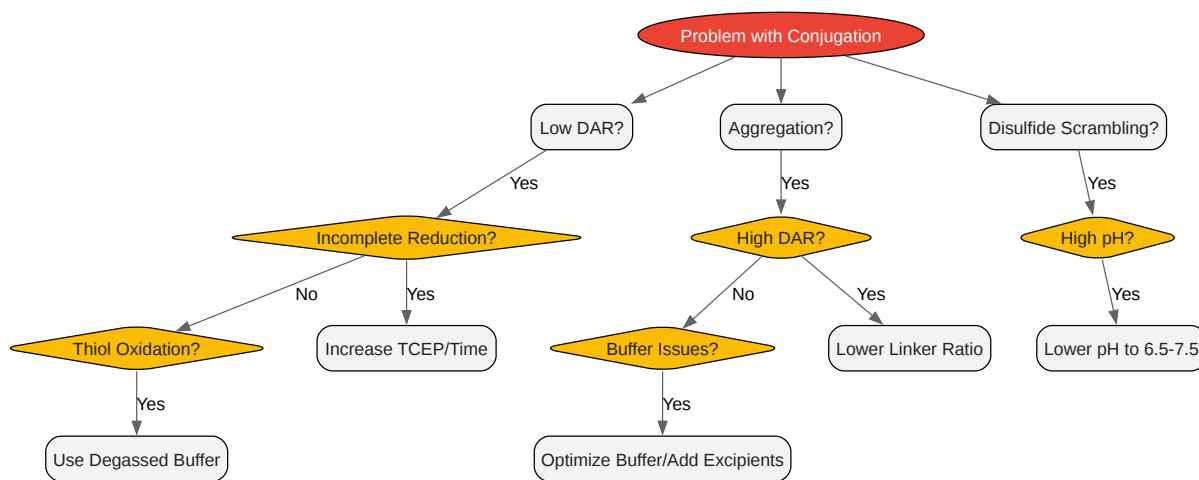 Problem with Conjugation
Low DAR?
Aggregation?
Disulfide Scrambling?
Yes
Yes
Yes
Incomplete Reduction?
High DAR?
High pH?
No
Yes
No
Yes
Yes
Thiol Oxidation?
Increase TCEP/Time
Buffer Issues?
Lower Linker Ratio
Lower pH to 6.5-7.5
Yes
Yes
Use Degassed Buffer
Optimize Buffer/Add Excipients